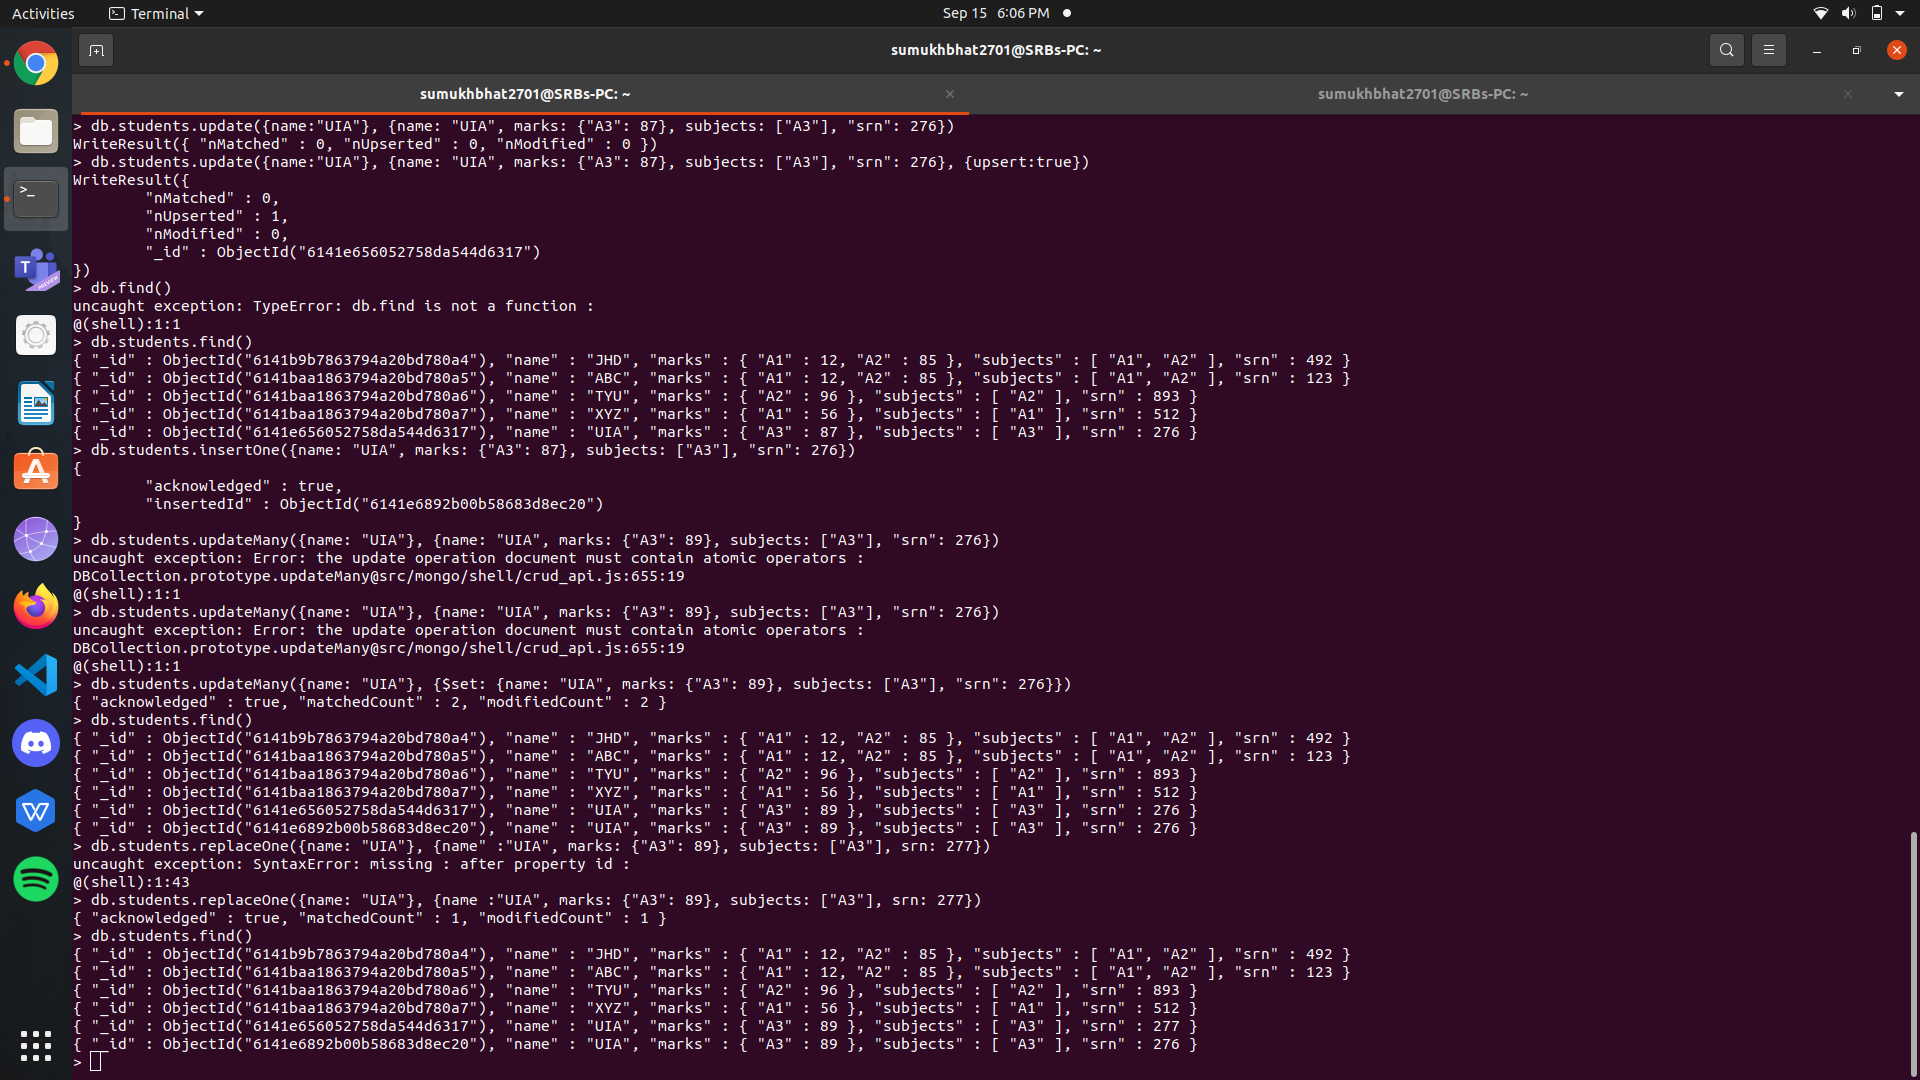 Activities
Terminal
Sep 15 6:06 PM
sumukhbhat2701@SRBs-PC: ~
sumukhbhat2701@SRBs-PC: ~
sumukhbhat2701@SRBs-PC: ~
> db.students.update({name:"UIA"}, {name: "UIA", marks: {"A3": 87}, subjects: ["A3"], "srn": 276})
WriteResult({ "nMatched" : 0, "nUpserted" : 0, "nModified" : 0 })
> db.students.update({name:"UIA"}, {name: "UIA", marks: {"A3": 87}, subjects: ["A3"], "srn": 276}, {upsert:true})
WriteResult({
"nMatched" : 0,
"nUpserted" : 1,
"nModified" : 0,
"_id" : ObjectId("6141e656052758da544d6317")
})
> db.find()
uncaught exception: TypeError: db.find is not a function :
@(shell):1:1
> db.students.find()
{ "_id" : ObjectId("6141b9b7863794a20bd780a4"), "name" : "JHD", "marks" : { "A1" : 12, "A2" : 85 }, "subjects" : [ "A1", "A2" ], "srn" : 492 }
{ "_id" : ObjectId("6141baa1863794a20bd780a5"), "name" : "ABC", "marks" : { "A1" : 12, "A2" : 85 }, "subjects" : [ "A1", "A2" ], "srn" : 123 }
{ "_id" : ObjectId("6141baa1863794a20bd780a6"), "name" : "TYU", "marks" : { "A2" : 96 }, "subjects" : [ "A2" ], "srn" : 893 }
{ "_id" : ObjectId("6141baa1863794a20bd780a7"), "name" : "XYZ", "marks" : { "A1" : 56 }, "subjects" : [ "A1" ], "srn" : 512 }
{ "_id" : ObjectId("6141e656052758da544d6317"), "name" : "UIA", "marks" : { "A3" : 87 }, "subjects" : [ "A3" ], "srn" : 276 }
> db.students.insertOne({name: "UIA", marks: {"A3": 87}, subjects: ["A3"], "srn": 276})
{
"acknowledged" : true,
"insertedId" : ObjectId("6141e6892b00b58683d8ec20")
}
> db.students.updateMany({name: "UIA"}, {name: "UIA", marks: {"A3": 89}, subjects: ["A3"], "srn": 276})
uncaught exception: Error: the update operation document must contain atomic operators :
DBCollection.prototype.updateMany@src/mongo/shell/crud_api.js:655:19
@(shell):1:1
> db.students.updateMany({name: "UIA"}, {name: "UIA", marks: {"A3": 89}, subjects: ["A3"], "srn": 276})
uncaught exception: Error: the update operation document must contain atomic operators :
DBCollection.prototype.updateMany@src/mongo/shell/crud_api.js:655:19
@(shell):1:1
> db.students.updateMany({name: "UIA"}, {$set: {name: "UIA", marks: {"A3": 89}, subjects: ["A3"], "srn": 276}})
{ "acknowledged" : true, "matchedCount" : 2, "modifiedCount" : 2 }
> db.students.find()
{ "_id" : ObjectId("6141b9b7863794a20bd780a4"), "name" : "JHD", "marks" : { "A1" : 12, "A2" : 85 }, "subjects" : [ "A1", "A2" ], "srn" : 492 }
{ "_id" : ObjectId("6141baa1863794a20bd780a5"), "name" : "ABC", "marks" : { "A1" : 12, "A2" : 85 }, "subjects" : [ "A1", "A2" ], "srn" : 123 }
{ "_id" : ObjectId("6141baa1863794a20bd780a6"), "name" : "TYU", "marks" : { "A2" : 96 }, "subjects" : [ "A2" ], "srn" : 893 }
{ "_id" : ObjectId("6141baa1863794a20bd780a7"), "name" : "XYZ", "marks" : { "A1" : 56 }, "subjects" : [ "A1" ], "srn" : 512 }
{ "_id" : ObjectId("6141e656052758da544d6317"), "name" : "UIA", "marks" : { "A3" : 89 }, "subjects" : [ "A3" ], "srn" : 276 }
{ "_id" : ObjectId("6141e6892b00b58683d8ec20"), "name" : "UIA", "marks" : { "A3" : 89 }, "subjects" : [ "A3" ], "srn" : 276 }
> db.students.replaceOne({name: "UIA"}, {name" :"UIA", marks: {"A3": 89}, subjects: ["A3"], srn: 277})
uncaught exception: SyntaxError: missing : after property id :
@(shell):1:43
> db.students.replaceOne({name: "UIA"}, {name :"UIA", marks: {"A3": 89}, subjects: ["A3"], srn: 277})
{ "acknowledged" : true, "matchedCount" : 1, "modifiedCount" : 1 }
> db.students.find()
{ "_id" : ObjectId("6141b9b7863794a20bd780a4"), "name" : "JHD", "marks" : { "A1" : 12, "A2" : 85 }, "subjects" : [ "A1", "A2" ], "srn" : 492 }
{ "_id" : ObjectId("6141baa1863794a20bd780a5"), "name" : "ABC", "marks" : { "A1" : 12, "A2" : 85 }, "subjects" : [ "A1", "A2" ], "srn" : 123 }
{ "_id" : ObjectId("6141baa1863794a20bd780a6"), "name" : "TYU", "marks" : { "A2" : 96 }, "subjects" : [ "A2" ], "srn" : 893 }
{ "_id" : ObjectId("6141baa1863794a20bd780a7"), "name" : "XYZ", "marks" : { "A1" : 56 }, "subjects" : [ "A1" ], "srn" : 512 }
{ "_id" : ObjectId("6141e656052758da544d6317"), "name" : "UIA", "marks" : { "A3" : 89 }, "subjects" : [ "A3" ], "srn" : 277 }
{ "_id" : ObjectId("6141e6892b00b58683d8ec20"), "name" : "UIA", "marks" : { "A3" : 89 }, "subjects" : [ "A3" ], "srn" : 276 }
>